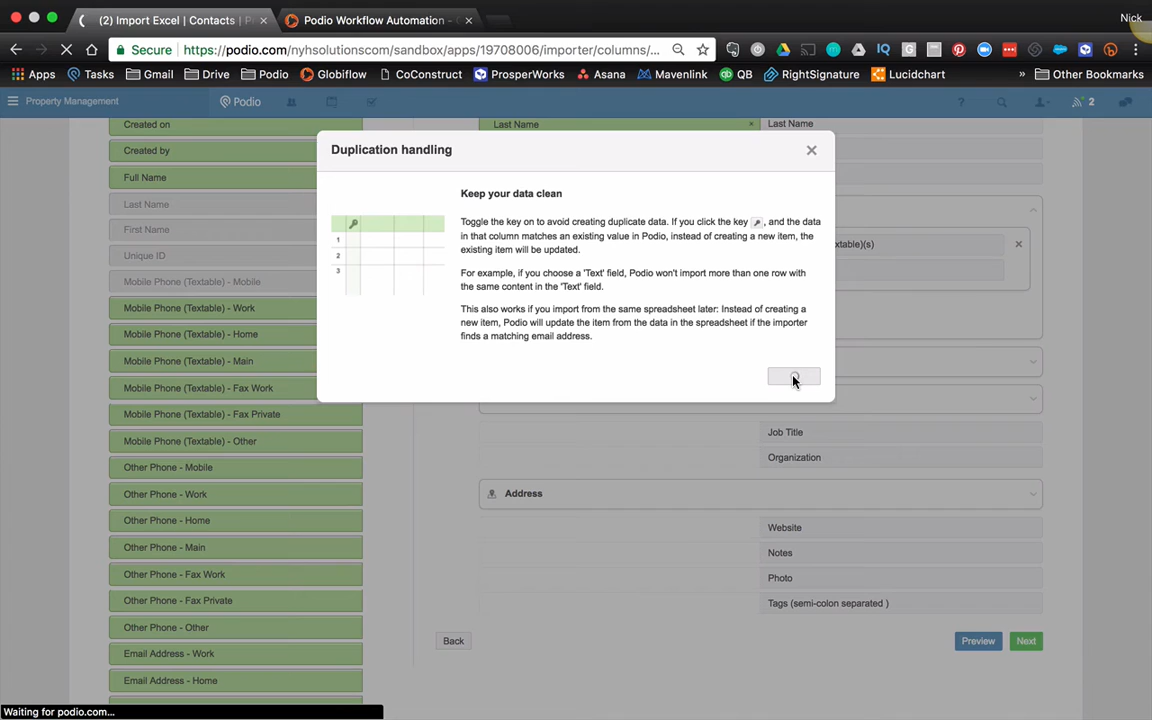 Nick
(2) Import Excel | Contacts | P ×
Podio Workflow Automation - ×
Secure https://podio.com/nyhsolutionscom/sandbox/apps/19708006/importer/columns/...
Apps Tasks Gmail Drive Podio Globiflow CoConstruct ProsperWorks Asana Mavenlink QB RightSignature Lucidchart » Other Bookmarks
Property Management
Podio
? 2
Created on
Last Name ×
Last Name
Duplication handling
Created by
Full Name
Keep your data clean
Last Name
Toggle the key on to avoid creating duplicate data. If you click the key , and the data
in that column matches an existing value in Podio, instead of creating a new item, the
existing item will be updated.
First Name
xtable)(s)
Unique ID
For example, if you choose a 'Text' field, Podio won't import more than one row with
the same content in the 'Text' field.
1
2
3
Mobile Phone (Textable) - Mobile
Mobile Phone (Textable) - Work
This also works if you import from the same spreadsheet later: Instead of creating a
new item, Podio will update the item from the data in the spreadsheet if the importer
finds a matching email address.
Mobile Phone (Textable) - Home
Mobile Phone (Textable) - Main
Mobile Phone (Textable) - Fax Work
Mobile Phone (Textable) - Fax Private
Mobile Phone (Textable) - Other
Job Title
Organization
Other Phone - Mobile
Other Phone - Work
Address
Other Phone - Home
Website
Other Phone - Main
Notes
Other Phone - Fax Work
Photo
Other Phone - Fax Private
Tags (semi-colon separated )
Other Phone - Other
Back
Preview
Next
Email Address - Work
Email Address - Home
Waiting for podio.com...